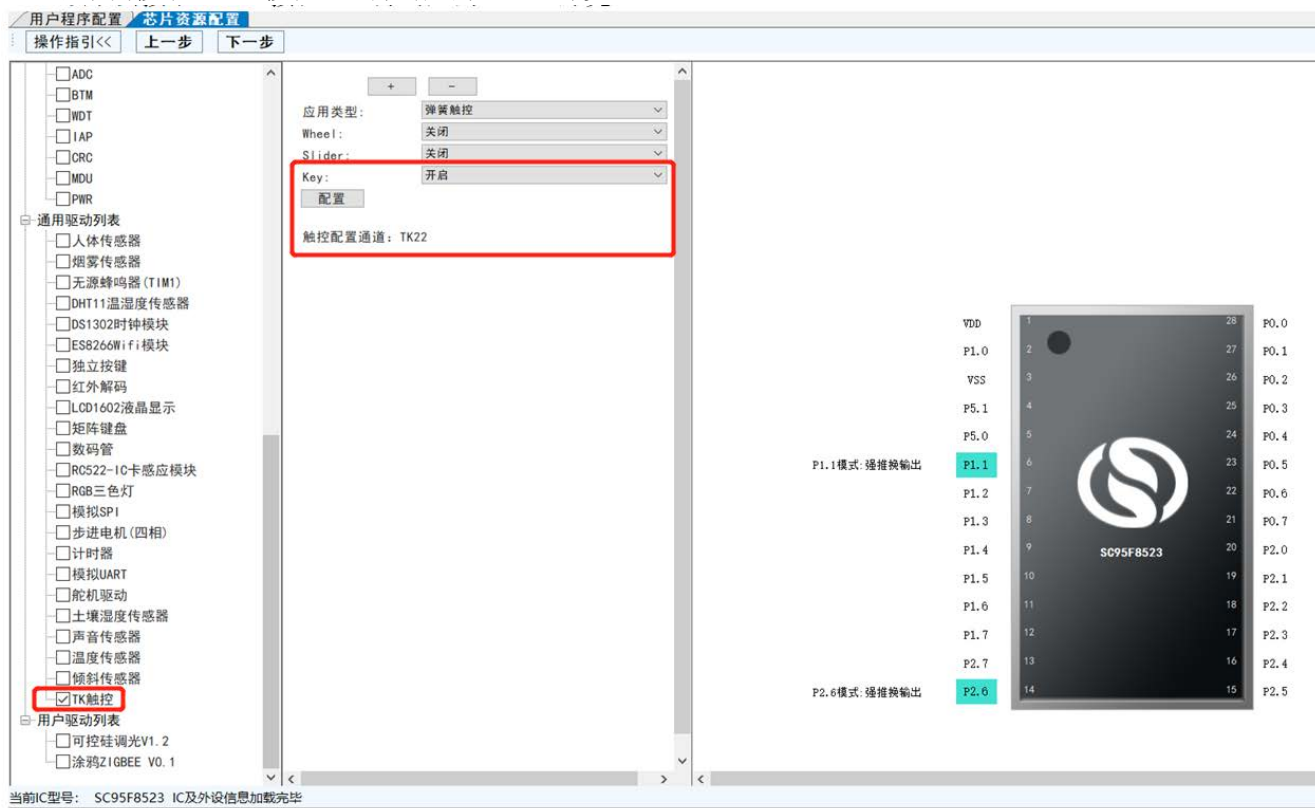 用户程序配置 芯片资源配置
操作指引<< 上一步 下一步
ADC
BTM
WDT
IAP
CRC
MDU
PWR
通用驱动列表
人体传感器
烟雾传感器
无源蜂鸣器(TIM1)
DHT11温湿度传感器
DS1302时钟模块
ES8266Wifi模块
独立按键
红外解码
LCD1602液晶显示
矩阵键盘
数码管
RC522-IC卡感应模块
RGB三色灯
模拟SPI
步进电机(四相)
计时器
模拟UART
舵机驱动
土壤湿度传感器
声音传感器
温度传感器
倾斜传感器
TK触控
用户驱动列表
可控硅调光V1.2
涂鸦ZIGBEE V0.1
+ -
应用类型: 弹簧触控
Wheel: 关闭
Slider: 关闭
Key: 开启
配置
触控配置通道: TK22
VDD 1 28 P0.0
P1.0 2 27 P0.1
VSS 3 26 P0.2
P5.1 4 25 P0.3
P5.0 5 24 P0.4
P1.1模式:强推挽输出 P1.1 6 23 P0.5
P1.2 7 22 P0.6
P1.3 8 21 P0.7
P1.4 9 SC95F8523 20 P2.0
P1.5 10 19 P2.1
P1.6 11 18 P2.2
P1.7 12 17 P2.3
P2.7 13 16 P2.4
P2.6模式:强推挽输出 P2.6 14 15 P2.5
当前IC型号: SC95F8523 IC及外设信息加载完毕